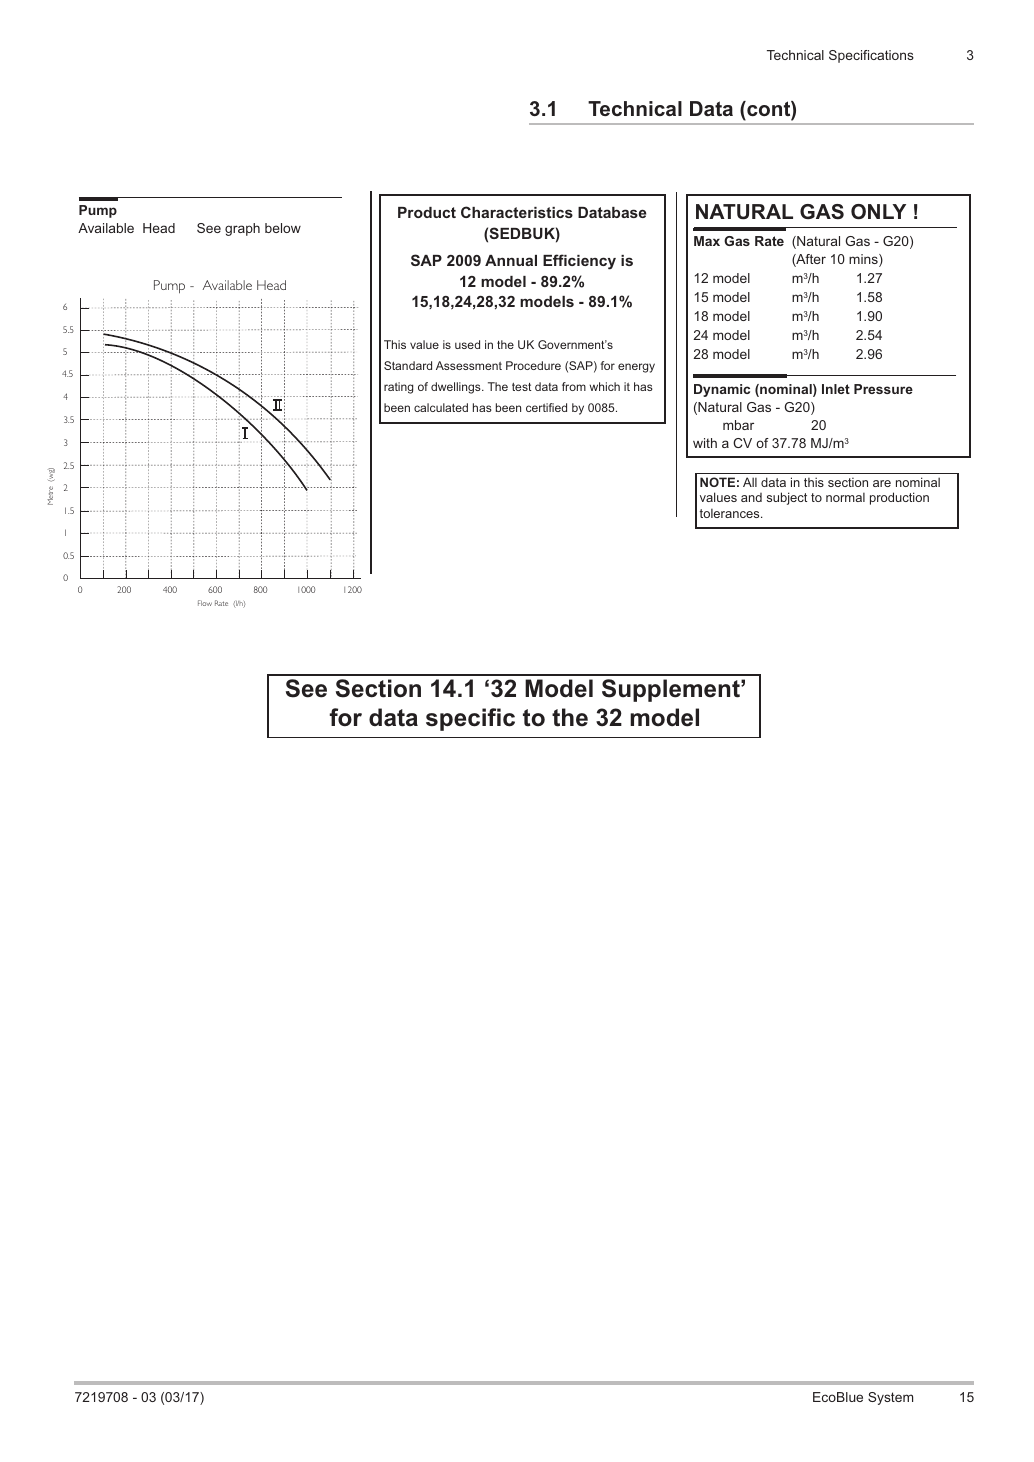 Technical Specifications 3
3.1 Technical Data (cont)
Pump
Available Head See graph below
Pump - Available Head
6
5.5
5
4.5
4
3.5
3
2.5
2
1.5
1
0.5
0
Metre (wg)
II
I
0 200 400 600 800 1000 1200
Flow Rate (l/h)
Product Characteristics Database
(SEDBUK)
SAP 2009 Annual Efficiency is
12 model - 89.2%
15,18,24,28,32 models - 89.1%
This value is used in the UK Government’s
Standard Assessment Procedure (SAP) for energy
rating of dwellings. The test data from which it has
been calculated has been certified by 0085.
NATURAL GAS ONLY !
Max Gas Rate (Natural Gas - G20)
(After 10 mins)
12 model m³/h 1.27
15 model m³/h 1.58
18 model m³/h 1.90
24 model m³/h 2.54
28 model m³/h 2.96
Dynamic (nominal) Inlet Pressure
(Natural Gas - G20)
mbar 20
with a CV of 37.78 MJ/m³
NOTE: All data in this section are nominal
values and subject to normal production
tolerances.
See Section 14.1 ‘32 Model Supplement’
for data specific to the 32 model
7219708 - 03 (03/17) EcoBlue System 15